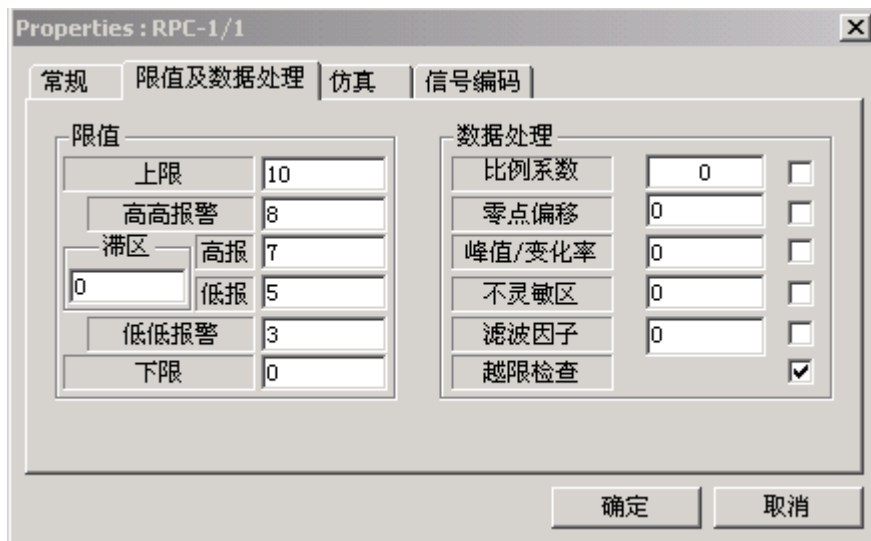 Properties : RPC-1/1
常规 限值及数据处理 仿真 信号编码
限值
上限 10
高高报警 8
滞区 高报 7
0 低报 5
低低报警 3
下限 0
数据处理
比例系数 0
零点偏移 0
峰值/变化率 0
不灵敏区 0
滤波因子 0
越限检查
确定 取消